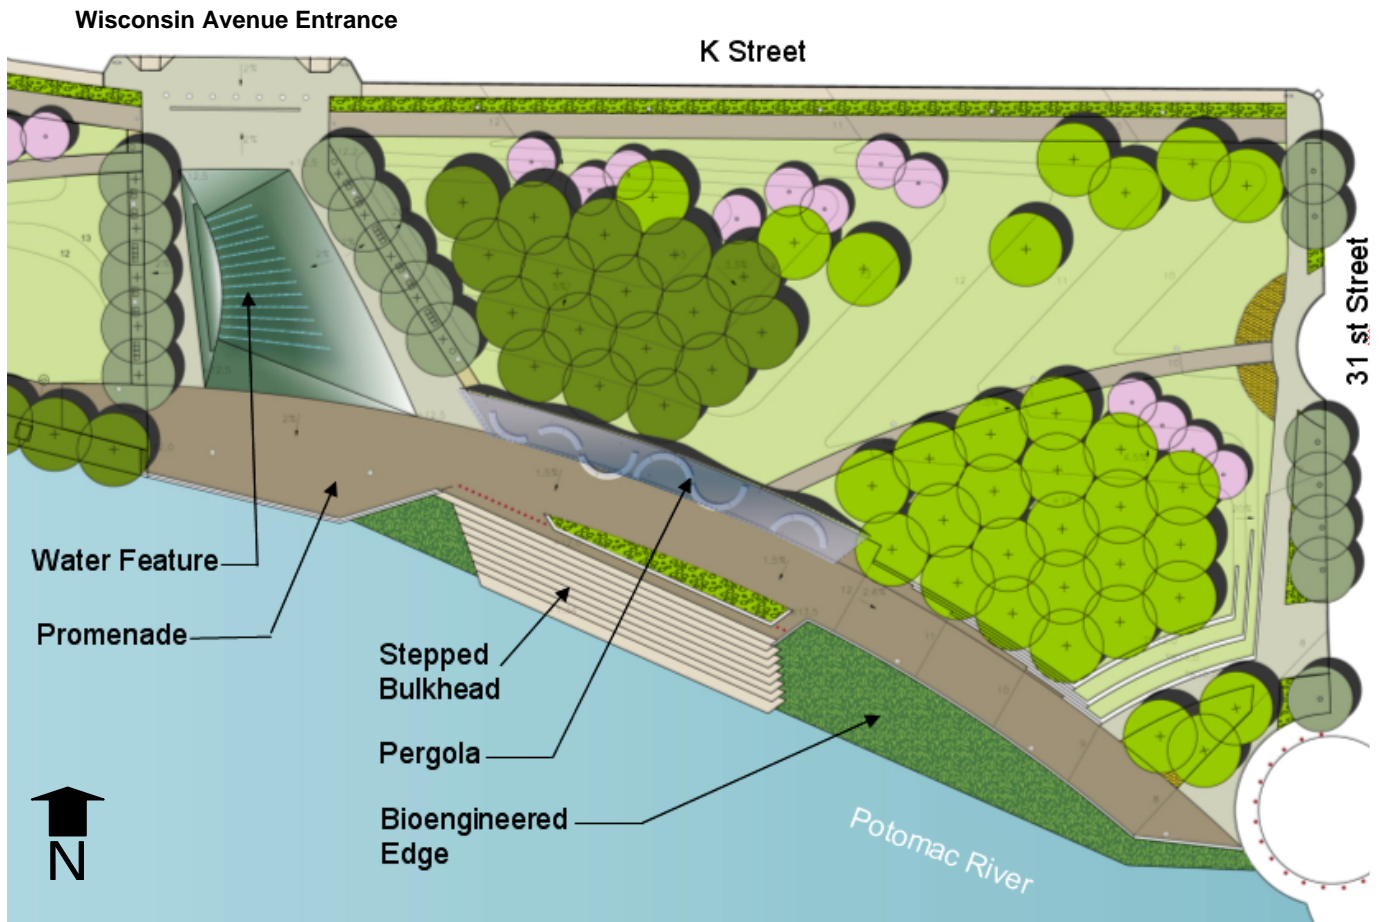 Wisconsin Avenue Entrance
K Street
31 st Street
Water Feature
Promenade
Stepped
Bulkhead
Pergola
Bioengineered
Edge
Potomac River
N